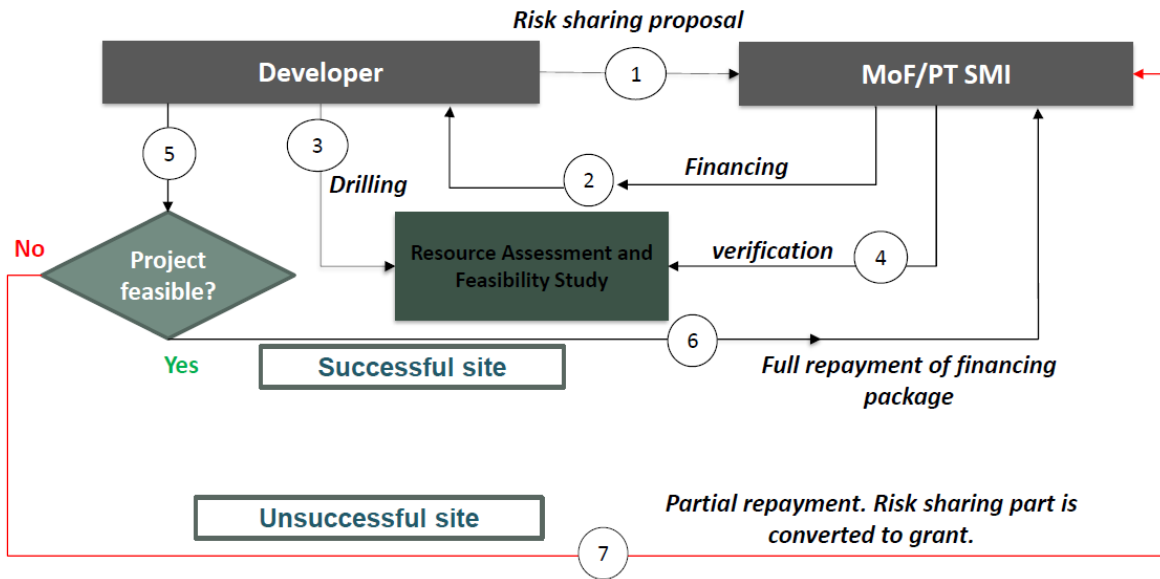 Risk sharing proposal
Developer
1
MoF/PT SMI
5
3
Drilling
2
Financing
No
Project
feasible?
Resource Assessment and
Feasibility Study
verification
4
Yes
6
Successful site
Full repayment of financing
package
Unsuccessful site
Partial repayment. Risk sharing part is
converted to grant.
7